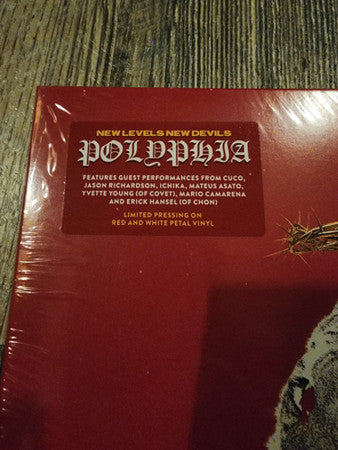 NEW LEVELS NEW DEVILS
POLYPHIA
FEATURES GUEST PERFORMANCES FROM CUCO,
JASON RICHARDSON, ICHIKA, MATEUS ASATO,
YVETTE YOUNG (OF COVET), MARIO CAMARENA
AND ERICK HANSEL (OF CHON)
LIMITED PRESSING ON
RED AND WHITE PETAL VINYL